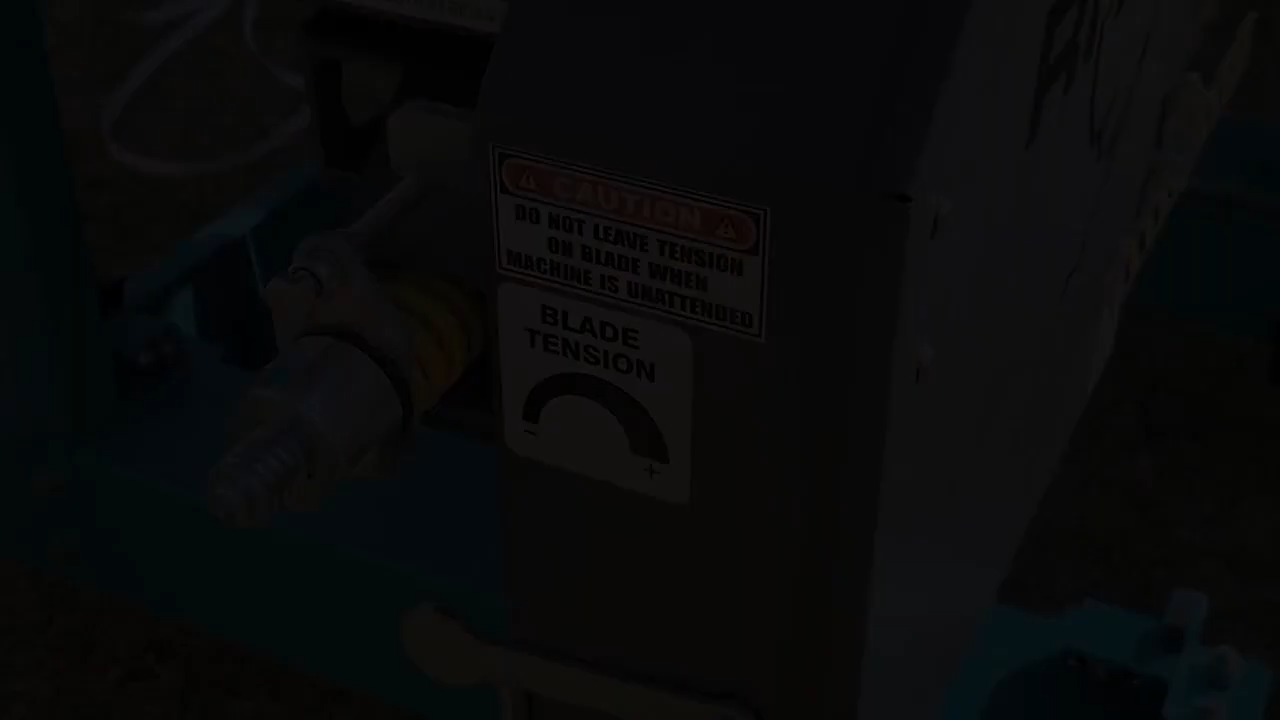 CAUTION
DO NOT LEAVE TENSION
ON BLADE WHEN
MACHINE IS UNATTENDED
BLADE
TENSION
- +